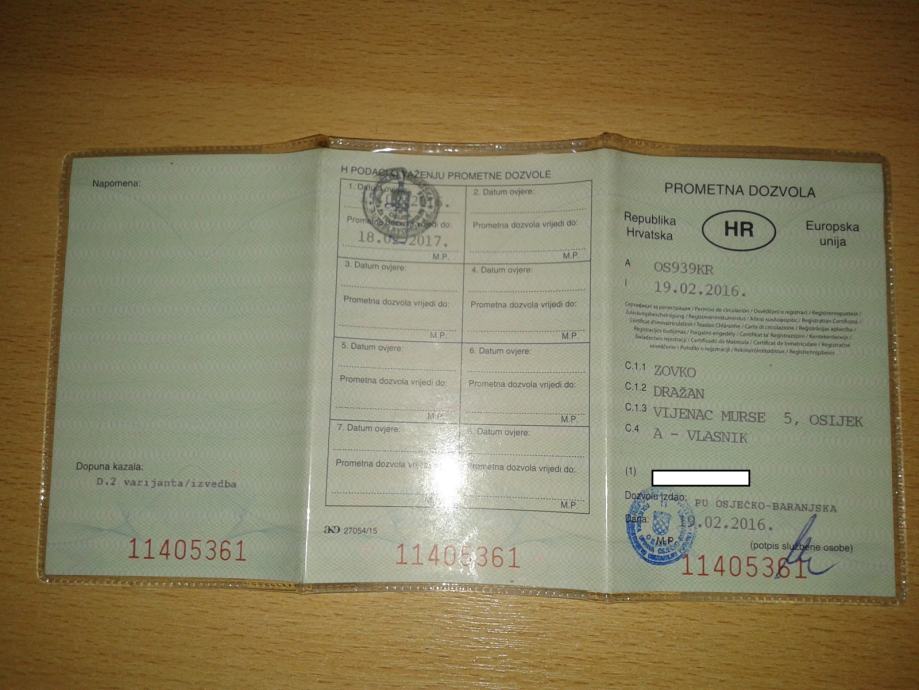 Napomena:
Dopuna kazala:
D.2 varijanta/izvedba
11405361
H PODACI O VAŽENJU PROMETNE DOZVOLE
1. Datum ovjere:
Prometna dozvola vrijedi do:
18.02.2017.
M.P.
2. Datum ovjere:
Prometna dozvola vrijedi do:
M.P.
3. Datum ovjere:
Prometna dozvola vrijedi do:
M.P.
4. Datum ovjere:
Prometna dozvola vrijedi do:
M.P.
5. Datum ovjere:
Prometna dozvola vrijedi do:
M.P.
6. Datum ovjere:
Prometna dozvola vrijedi do:
M.P.
7. Datum ovjere:
Prometna dozvola vrijedi do:
8. Datum ovjere:
Prometna dozvola vrijedi do:
M.P.
27054/15
11405361
PROMETNA DOZVOLA
Republika
Hrvatska
HR
Europska
unija
A OS939KR
I 19.02.2016.
C.1.1 ZOVKO
C.1.2 DRAŽAN
C.1.3 VIJENAC MURSE 5, OSIJEK
C.4 A - VLASNIK
(1)
Dozvolu izdao: PU OSJEČKO-BARANJSKA
Dana: 19.02.2016.
M.P.
(potpis službene osobe)
11405361